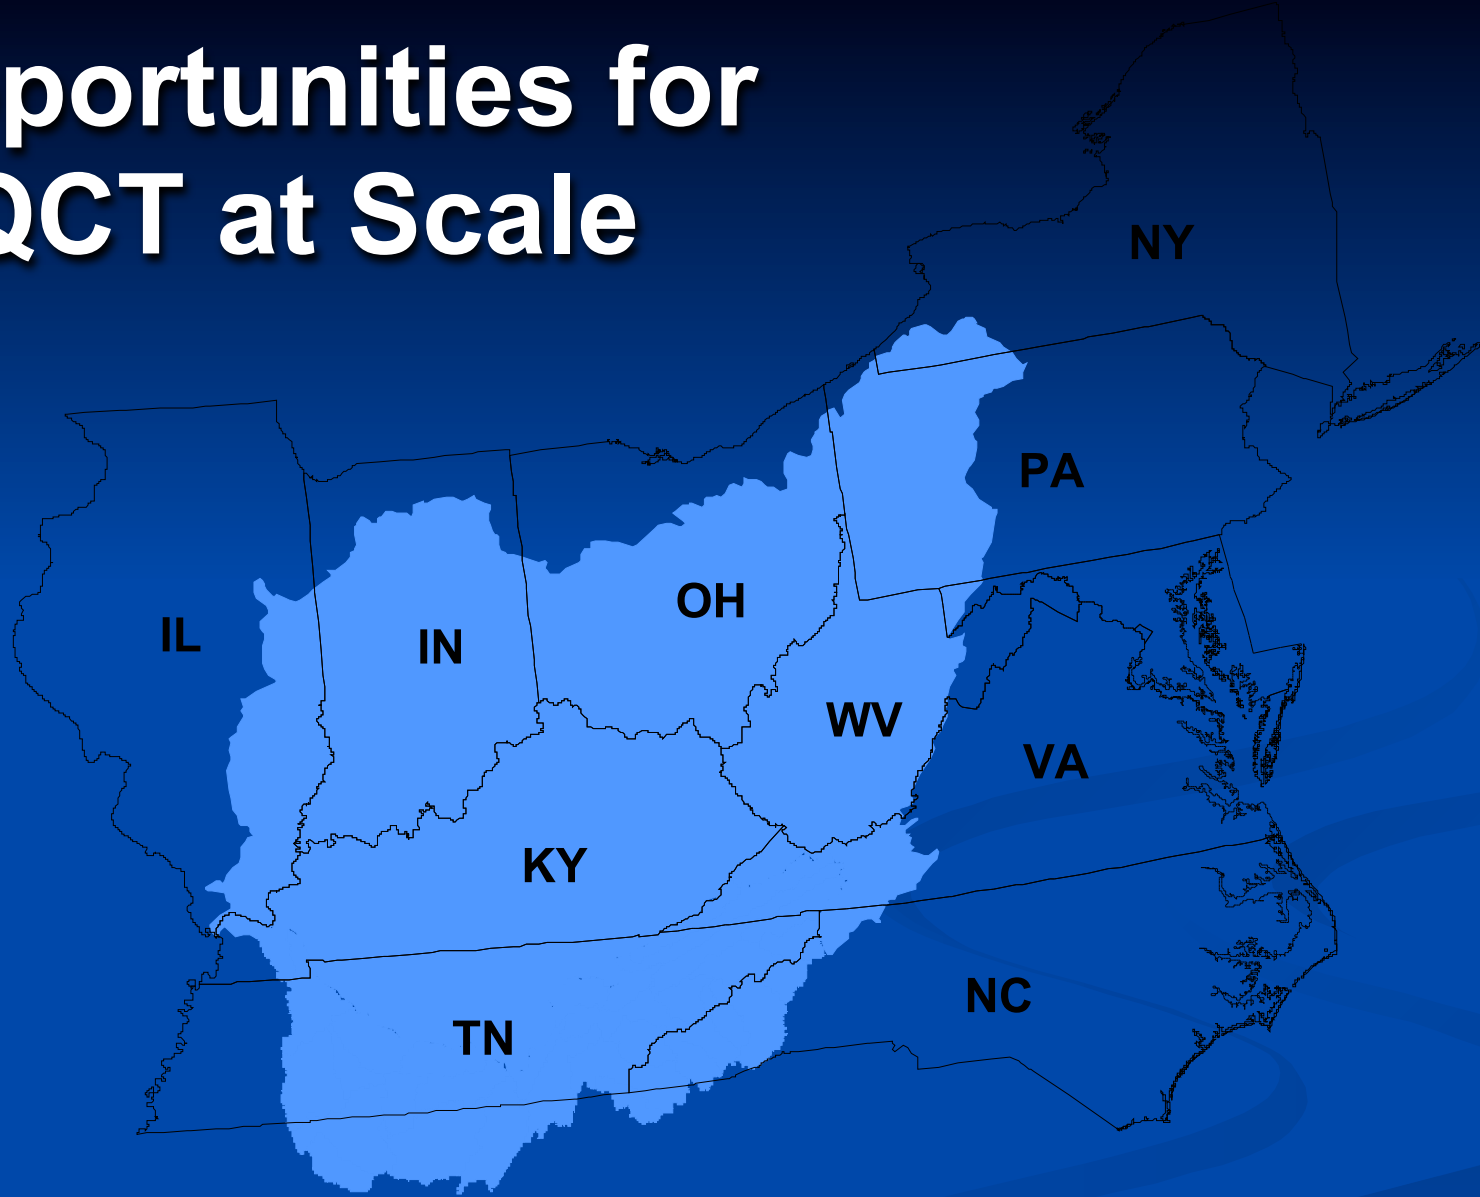 portunities for
QCT at Scale
NY
PA
OH
IL
IN
WV
VA
KY
NC
TN